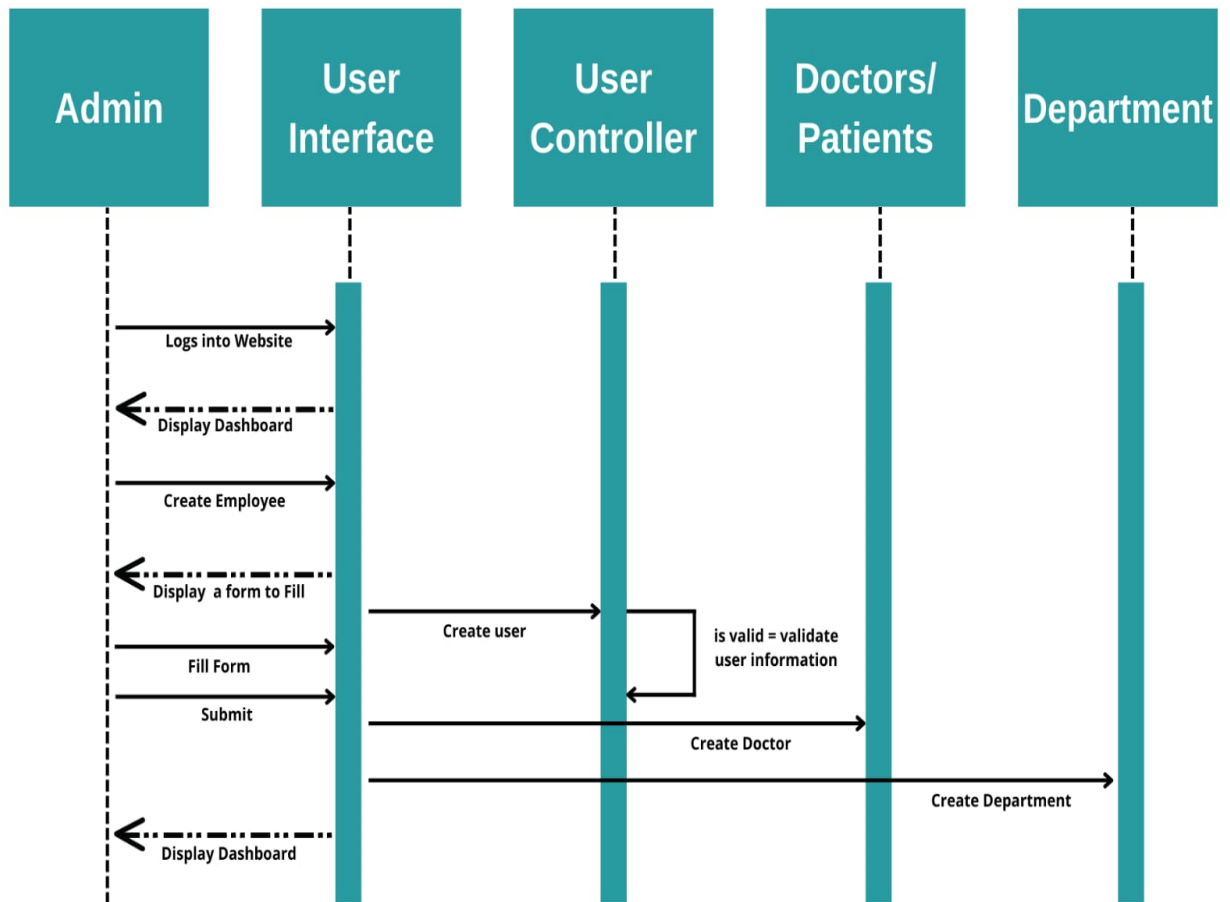 Admin
User
Interface
User
Controller
Doctors/
Patients
Department
Logs into Website
Display Dashboard
Create Employee
Display a form to Fill
Create user
is valid = validate
user information
Fill Form
Submit
Create Doctor
Create Department
Display Dashboard